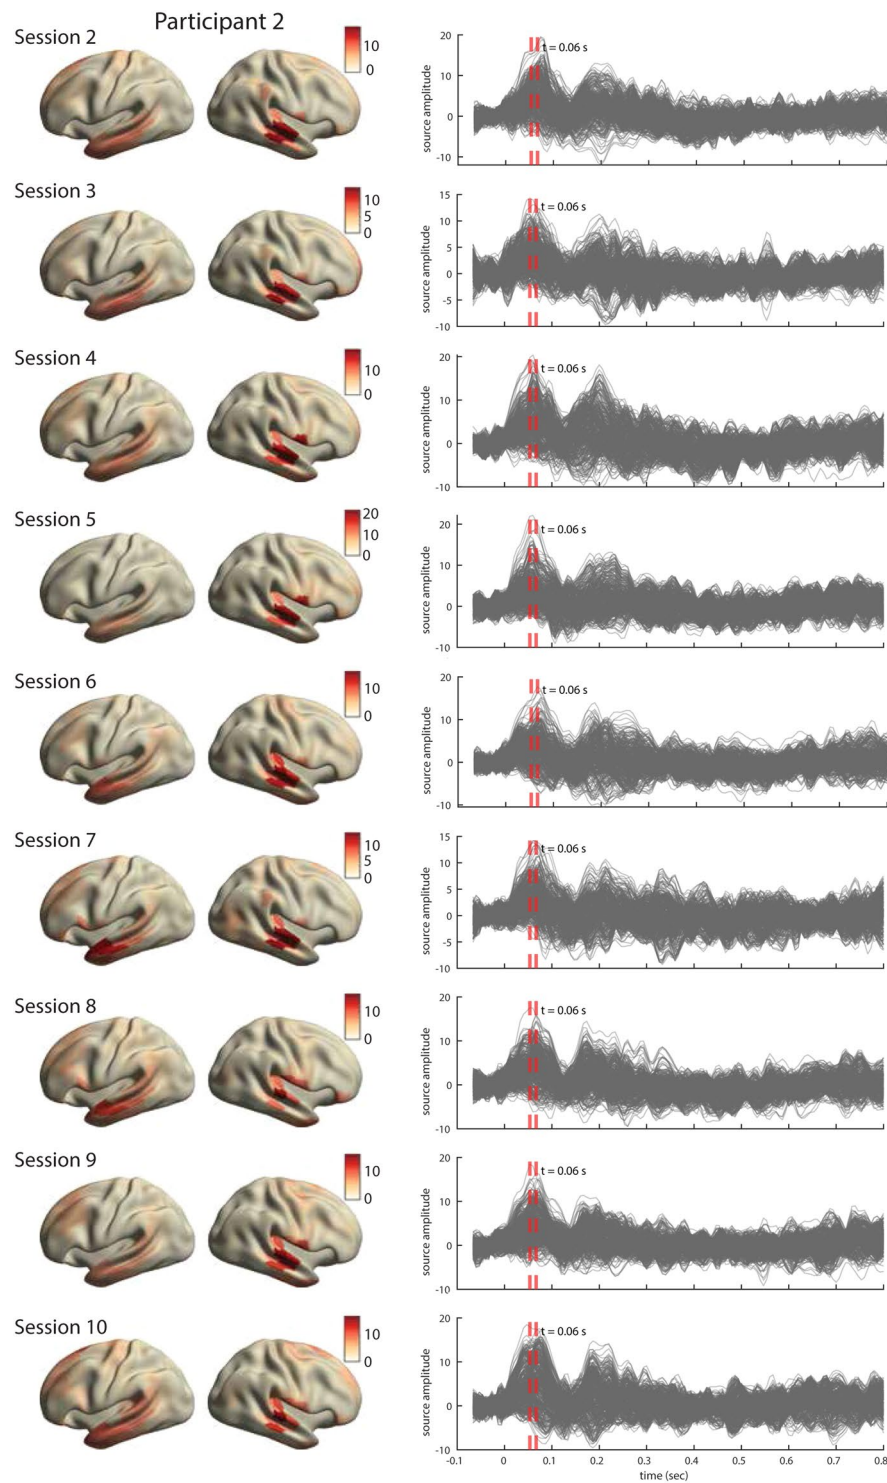 Participant 2
Session 2
10
0
source amplitude
20
10
0
-10
t = 0.06 s
Session 3
10
5
0
source amplitude
15
10
5
0
-5
-10
t = 0.06 s
Session 4
10
0
source amplitude
20
10
0
-10
t = 0.06 s
Session 5
20
10
0
source amplitude
20
10
0
-10
t = 0.06 s
Session 6
10
0
source amplitude
20
10
0
-10
t = 0.06 s
Session 7
10
5
0
source amplitude
15
10
5
0
-5
-10
t = 0.06 s
Session 8
10
0
source amplitude
20
10
0
-10
t = 0.06 s
Session 9
10
0
source amplitude
20
10
0
-10
t = 0.06 s
Session 10
10
0
source amplitude
20
10
0
-10
t = 0.06 s
-0.1 0 0.1 0.2 0.3 0.4 0.5 0.6 0.7 0.8
time (sec)